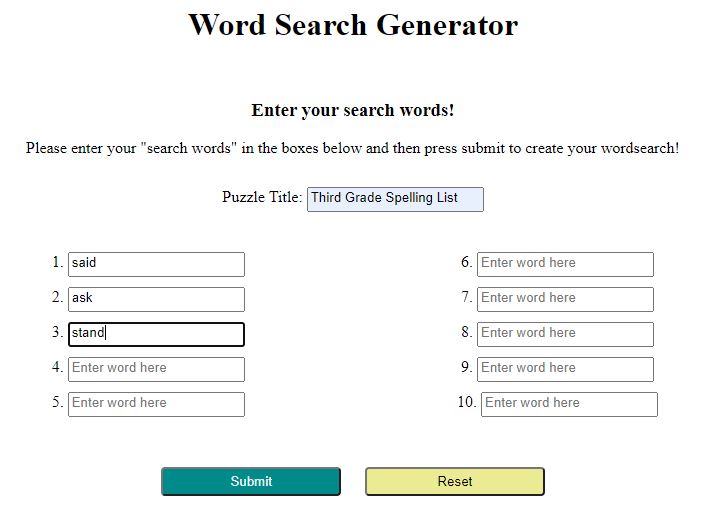 Word Search Generator
Enter your search words!
Please enter your "search words" in the boxes below and then press submit to create your wordsearch!
Puzzle Title: Third Grade Spelling List
1. said
2. ask
3. stand
4. Enter word here
5. Enter word here
6. Enter word here
7. Enter word here
8. Enter word here
9. Enter word here
10. Enter word here
Submit
Reset